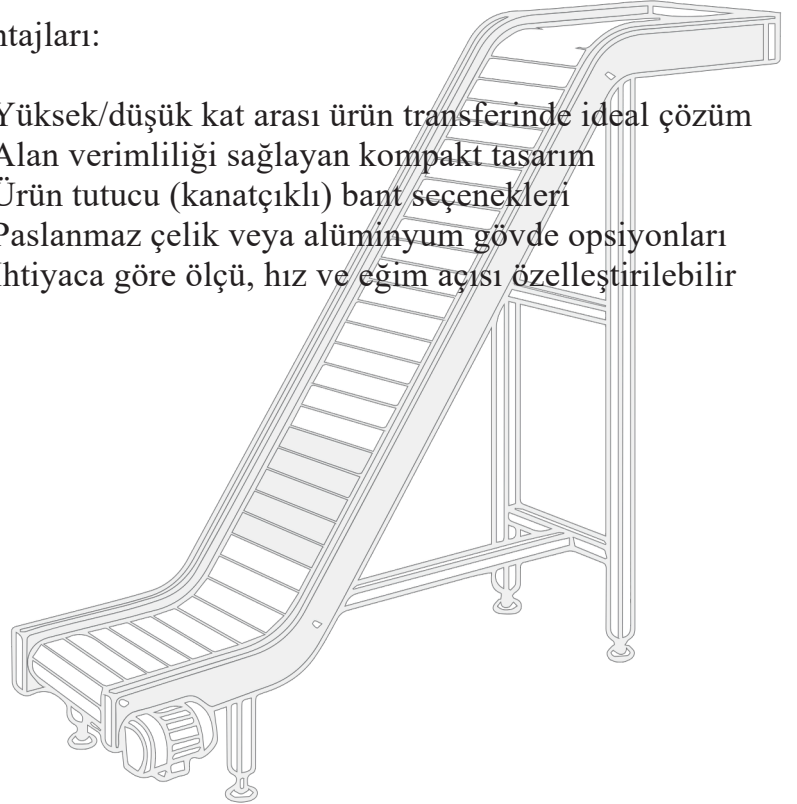 ntajları:
Yüksek/düşük kat arası ürün transferinde ideal çözüm
Alan verimliliği sağlayan kompakt tasarım
Ürün tutucu (kanatçıklı) bant seçenekleri
Paslanmaz çelik veya alüminyum gövde opsiyonları
htiyaca göre ölçü, hız ve eğim açısı özelleştirilebilir